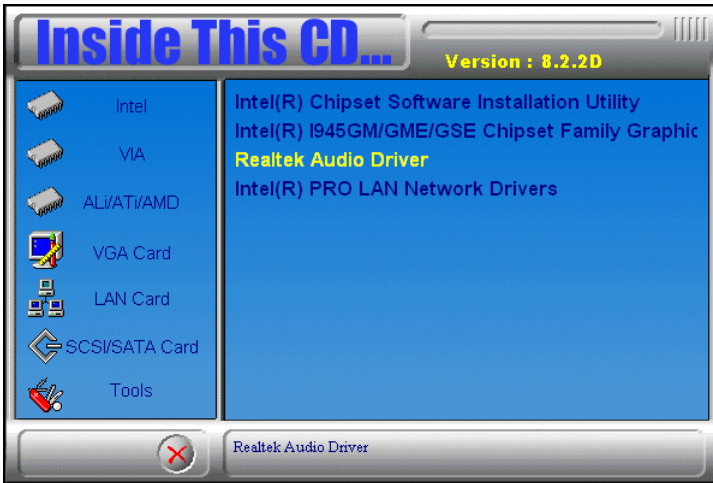 Inside This CD...
Version : 8.2.2D
Intel
VIA
ALi/ATi/AMD
VGA Card
LAN Card
SCSI/SATA Card
Tools
Intel(R) Chipset Software Installation Utility
Intel(R) I945GM/GME/GSE Chipset Family Graphic
Realtek Audio Driver
Intel(R) PRO LAN Network Drivers
Realtek Audio Driver